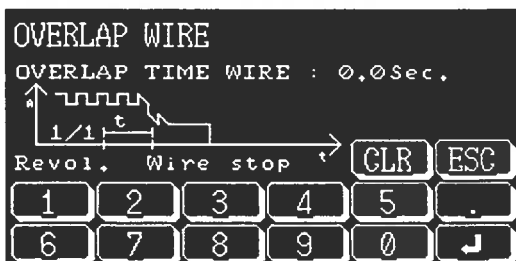 OVERLAP WIRE
OVERLAP TIME WIRE : 0.0Sec.
A
1/1 t
Revol. Wire stop t CLR ESC
1 2 3 4 5 .
6 7 8 9 0 ↵